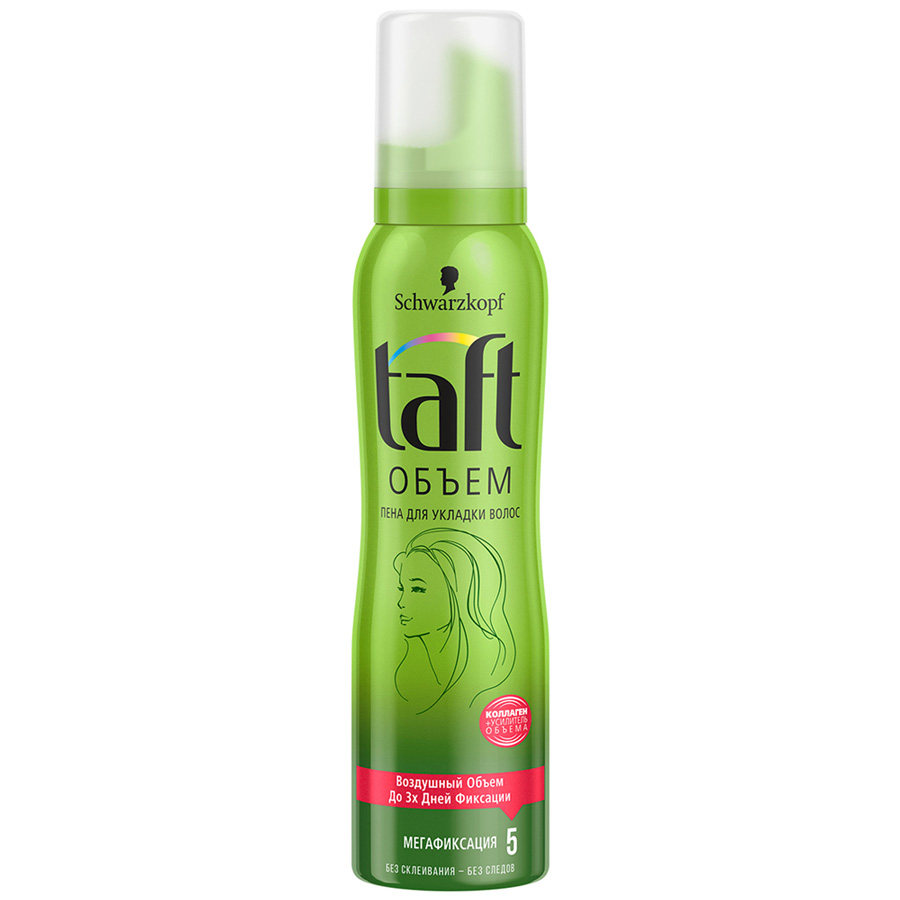 Schwarzkopf
taft
ОБЪЕМ
ПЕНА ДЛЯ УКЛАДКИ ВОЛОС
КОЛЛАГЕН
+УСИЛИТЕЛЬ
ОБЪЕМА
Воздушный Объем
До 3х Дней Фиксации
МЕГАФИКСАЦИЯ 5
БЕЗ СКЛЕИВАНИЯ – БЕЗ СЛЕДОВ